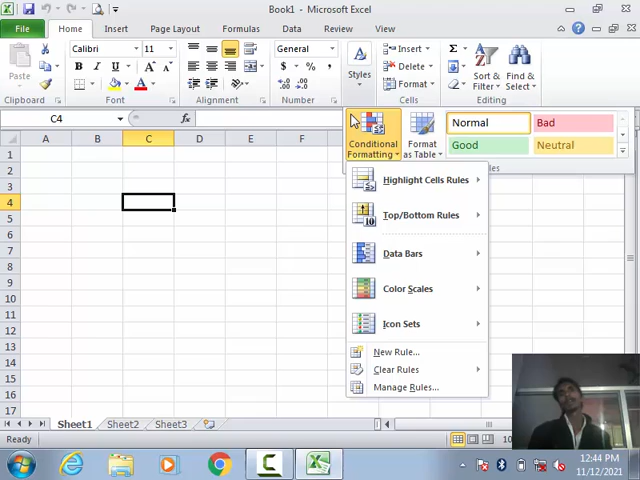 Book1 - Microsoft Excel
File Home Insert Page Layout Formulas Data Review View
Calibri 11 General Insert Σ
Paste B I U Styles Delete Sort & Filter Find & Select
$ % , Format
Clipboard Font Alignment Number Cells
C4 fx
Conditional Formatting Format as Table Normal Bad
Good Neutral
A B C D E F
1
2
3
4
5
6
7
8
9
10
11
12
13
14
15
16
17
Highlight Cells Rules
Top/Bottom Rules
10
Data Bars
Color Scales
Icon Sets
New Rule...
Clear Rules
Manage Rules...
Sheet1 Sheet2 Sheet3
Ready
12:44 PM
11/12/2021